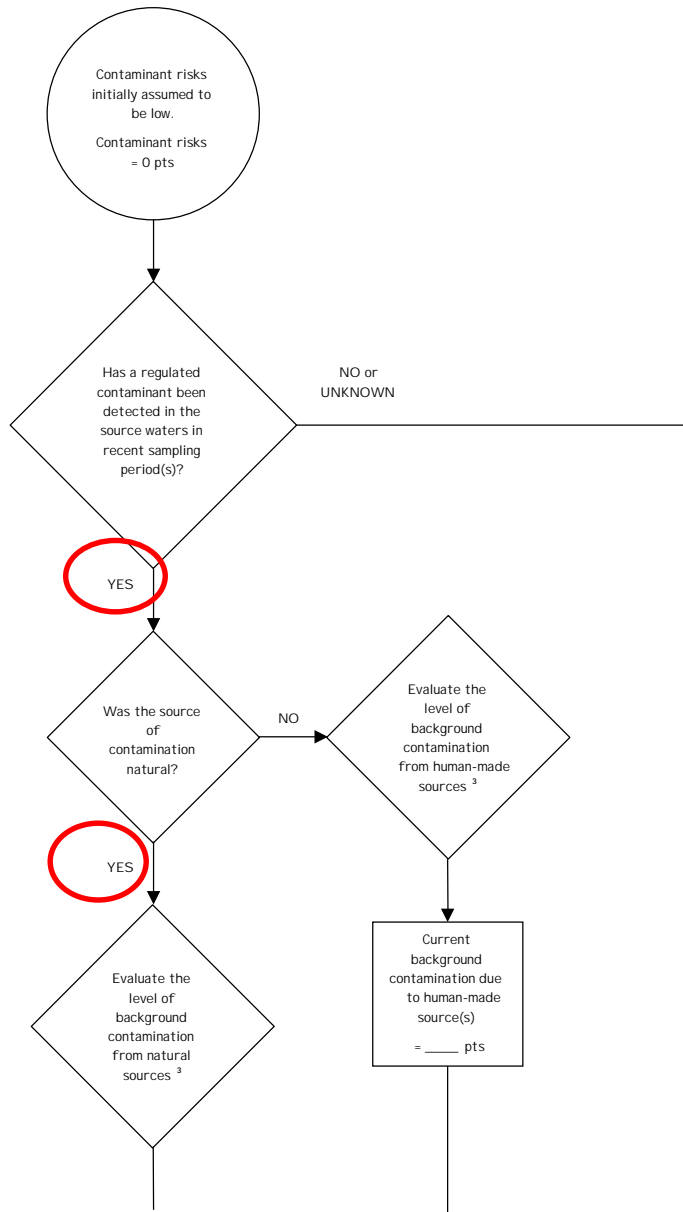 Contaminant risks
initially assumed to
be low.
Contaminant risks
= 0 pts
Has a regulated
contaminant been
detected in the
source waters in
recent sampling
period(s)?
NO or
UNKNOWN
YES
Was the source
of
contamination
natural?
NO
Evaluate the
level of
background
contamination
from human-made
sources ³
YES
Evaluate the
level of
background
contamination
from natural
sources ³
Current
background
contamination due
to human-made
source(s)
= _____ pts